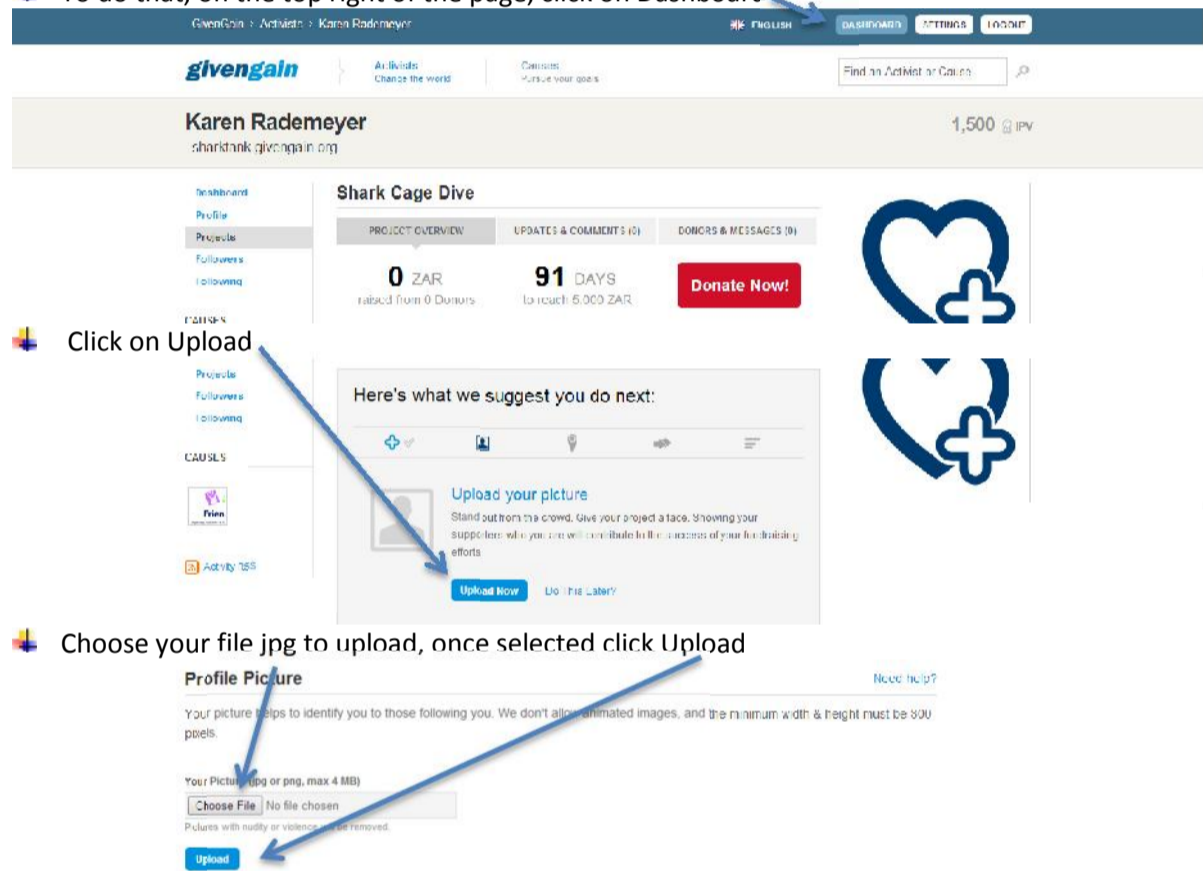 To do that, on the top right of the page, click on Dashboart
GivenGain > Activists > Karen Rademeyer
ENGLISH
DASHBOARD
SETTINGS
LOGOUT
givengain
Activists
Change the world
Causes
Pursue your goals
Find an Activist or Cause
Karen Rademeyer
sharktank.givengain.org
1,500 IPV
Dashboard
Profile
Projects
Followers
Following
CAUSES
Shark Cage Dive
PROJECT OVERVIEW
UPDATES & COMMENTS (0)
DONORS & MESSAGES (0)
0 ZAR
raised from 0 Donors
91 DAYS
to reach 5,000 ZAR
Donate Now!
Click on Upload
Projects
Followers
Following
CAUSES
Frien
Activity RSS
Here's what we suggest you do next:
Upload your picture
Stand out from the crowd. Give your project a face. Showing your
supporters who you are will contribute to the success of your fundraising
efforts
Upload Now
Do This Later?
Choose your file jpg to upload, once selected click Upload
Profile Picture
Need help?
Your picture helps to identify you to those following you. We don't allow animated images, and the minimum width & height must be 300
pixels.
Your Picture (jpg or png, max 4 MB)
Choose File No file chosen
Pictures with nudity or violence will be removed.
Upload